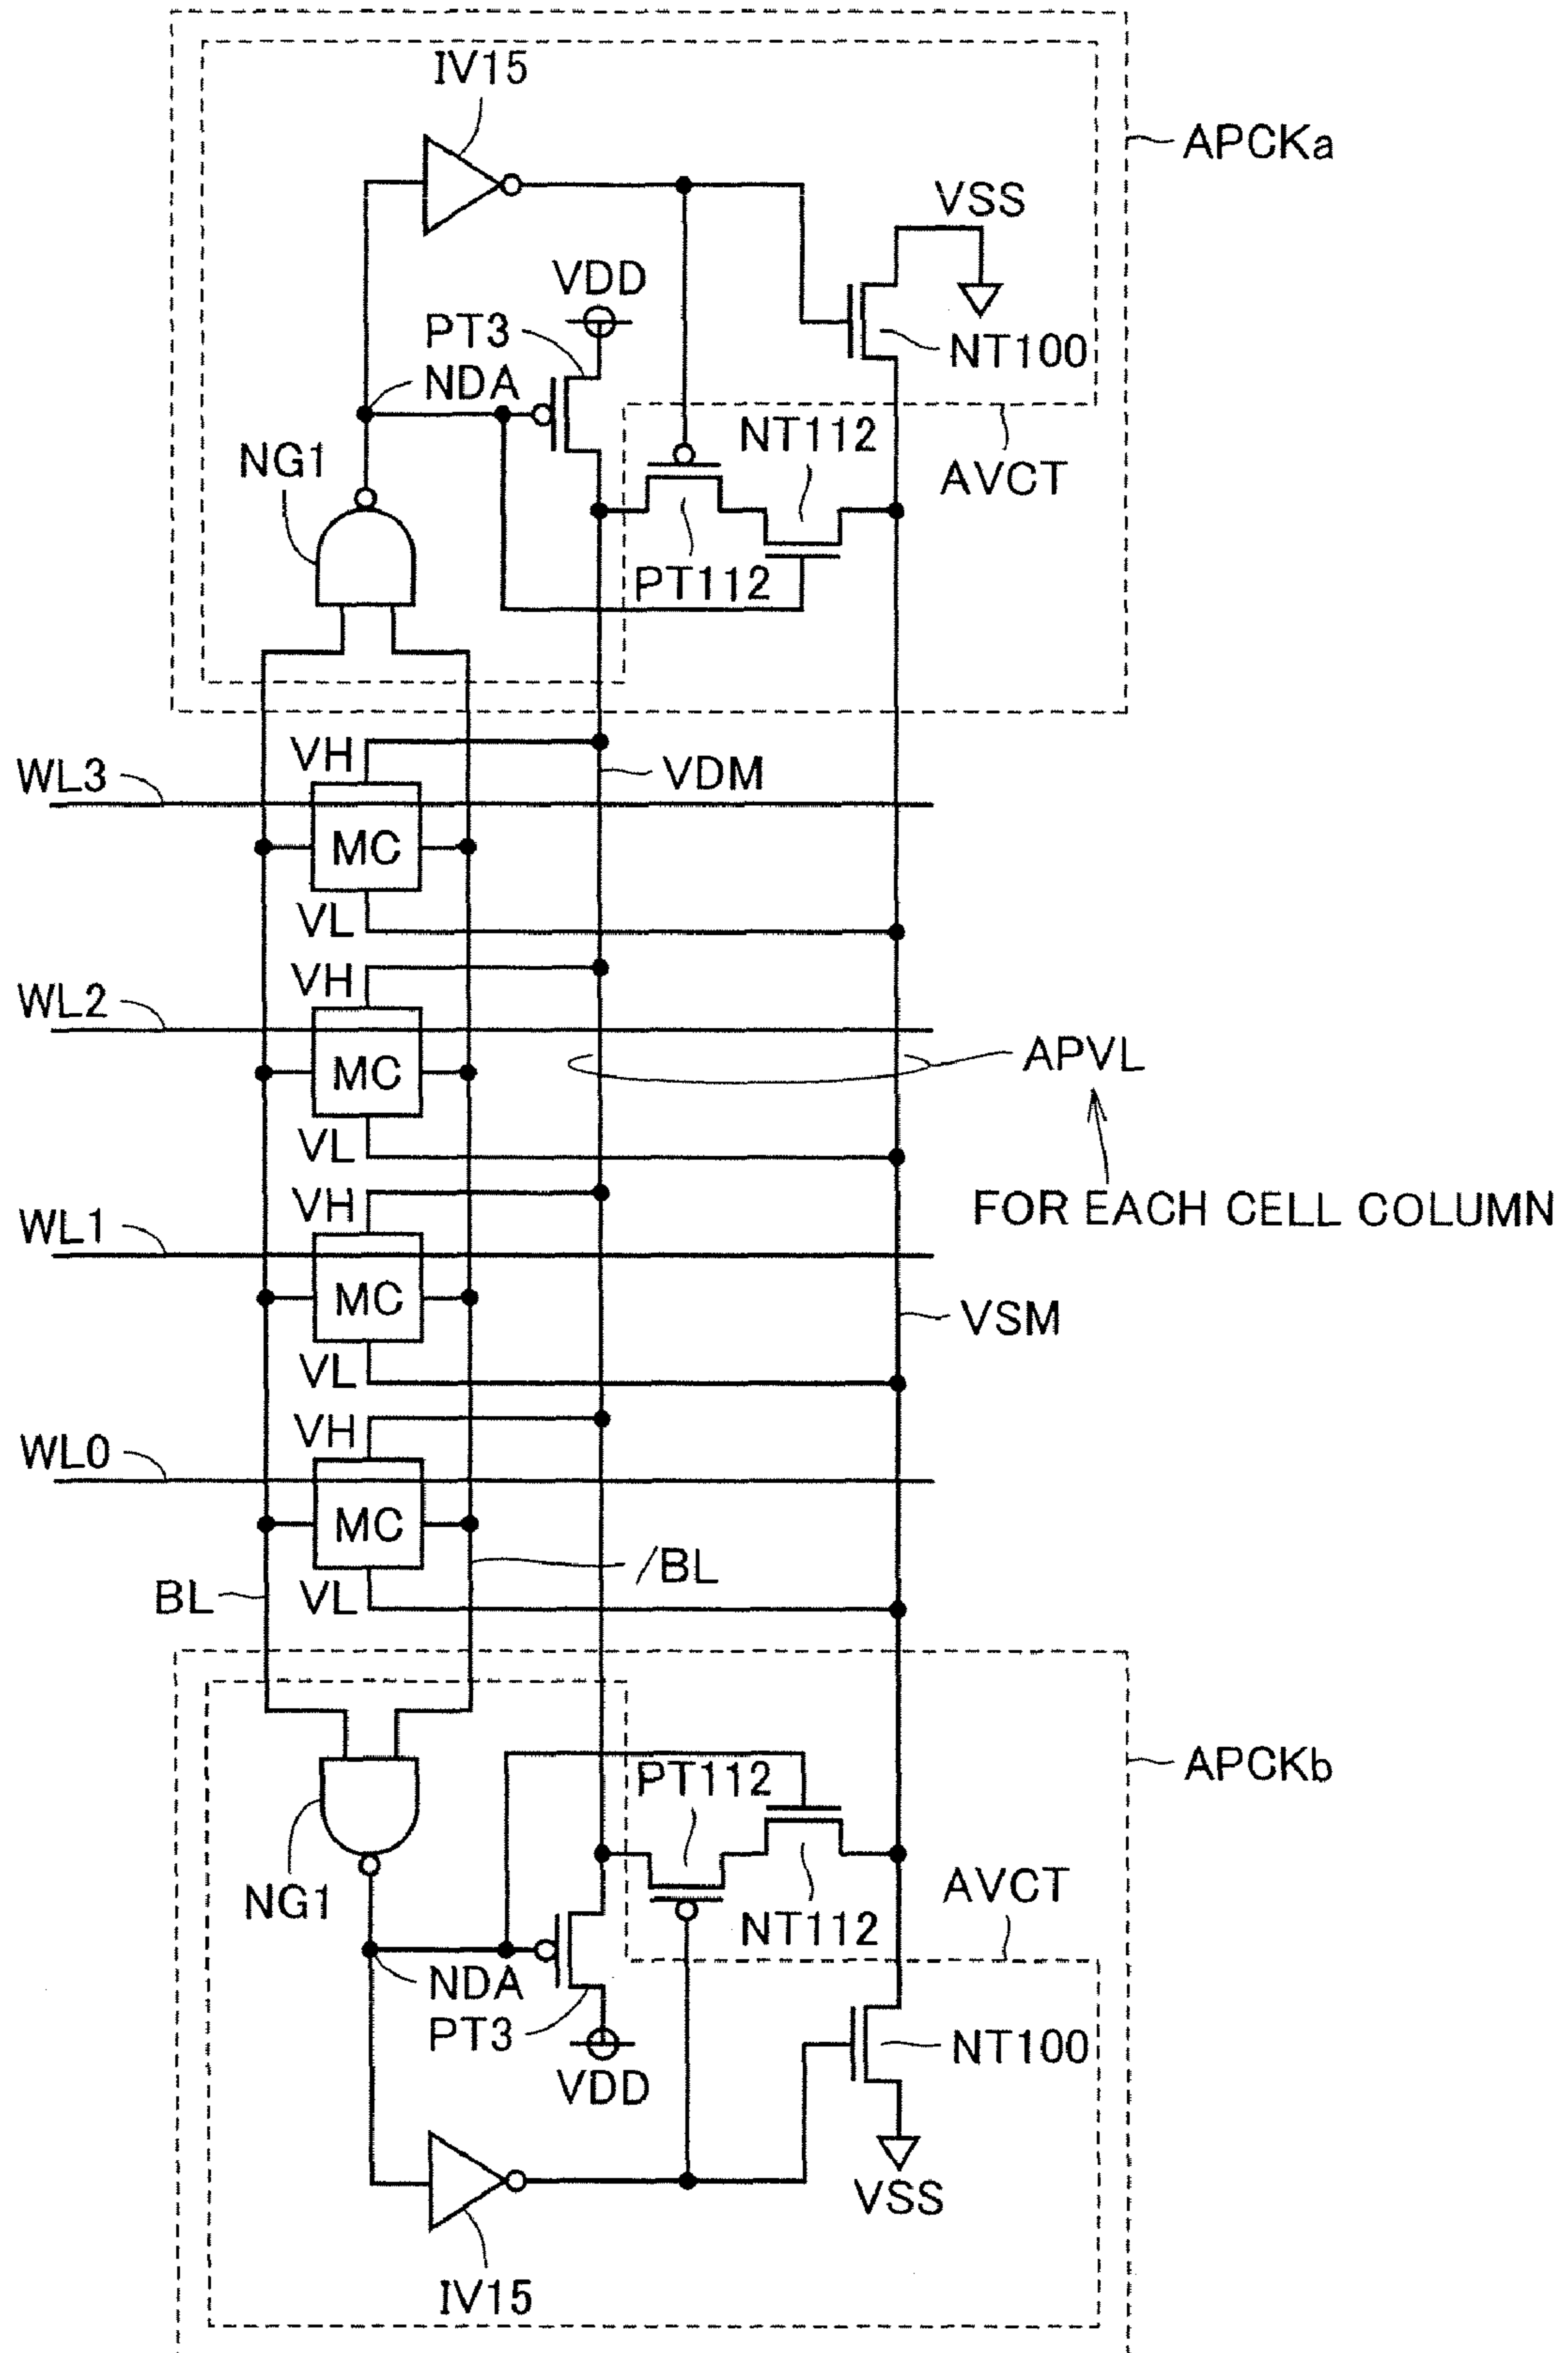 IV15
APCKa
VSS
VDD
PT3
NT100
NDA
NT112
NG1
AVCT
PT112
VH
WL3
VDM
MC
VL
VH
WL2
APVL
MC
VL
VH
FOR EACH CELL COLUMN
WL1
MC
VSM
VL
VH
WL0
MC
/BL
BL
VL
PT112
APCKb
AVCT
NG1
NT112
NDA
PT3
NT100
VDD
VSS
IV15